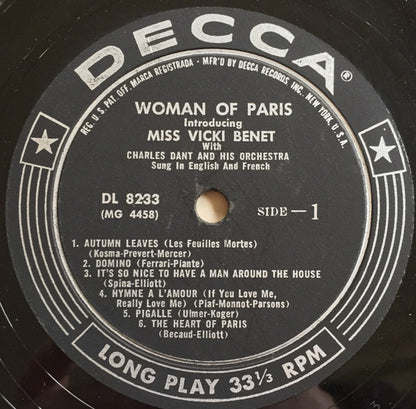 DECCA®
REG. U.S. PAT. OFF. MARCA REGISTRADA - MFR'D BY DECCA RECORDS, INC., NEW YORK, U.S.A.
WOMAN OF PARIS
Introducing
MISS VICKI BENET
With
CHARLES DANT AND HIS ORCHESTRA
Sung In English And French
DL 8233
(MG 4458)
SIDE — 1
1. AUTUMN LEAVES (Les Feuilles Mortes)
(Kosma-Prevert-Mercer)
2. DOMINO (Ferrari-Plante)
3. IT'S SO NICE TO HAVE A MAN AROUND THE HOUSE
(Spina-Elliott)
4. HYMNE A L'AMOUR (If You Love Me,
Really Love Me) (Piaf-Monnot-Parsons)
5. PIGALLE (Ulmer-Koger)
6. THE HEART OF PARIS
(Becaud-Elliott)
LONG PLAY 33⅓ RPM